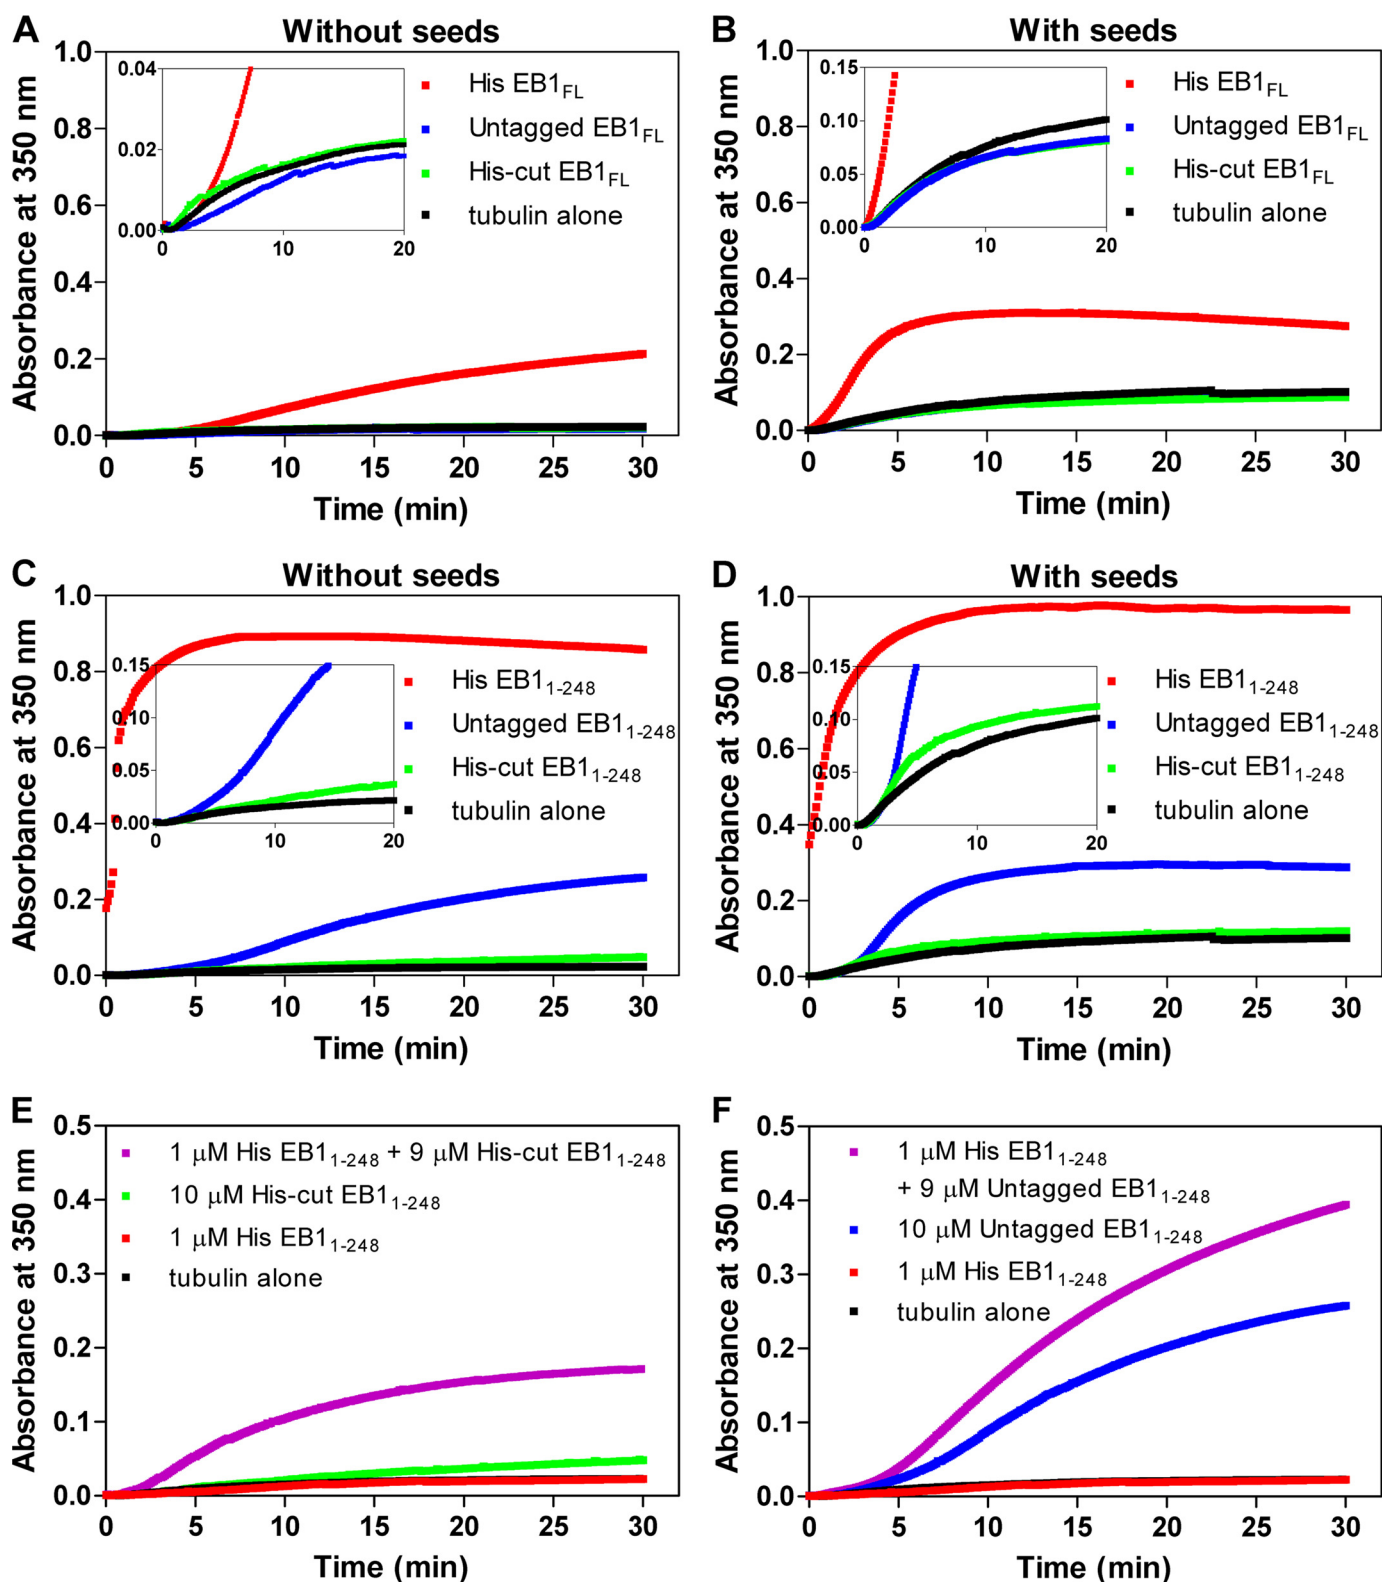 A
Without seeds
Absorbance at 350 nm
1.0
0.8
0.6
0.4
0.2
0.0
0.04
0.02
0.00
0 10 20
His EB1FL
Untagged EB1FL
His-cut EB1FL
tubulin alone
0 5 10 15 20 25 30
Time (min)
B
With seeds
Absorbance at 350 nm
1.0
0.8
0.6
0.4
0.2
0.0
0.15
0.10
0.05
0.00
0 10 20
His EB1FL
Untagged EB1FL
His-cut EB1FL
tubulin alone
0 5 10 15 20 25 30
Time (min)
C
Without seeds
Absorbance at 350 nm
1.0
0.8
0.6
0.4
0.2
0.0
0.15
0.10
0.05
0.00
0 10 20
His EB11-248
Untagged EB11-248
His-cut EB11-248
tubulin alone
0 5 10 15 20 25 30
Time (min)
D
With seeds
Absorbance at 350 nm
1.0
0.8
0.6
0.4
0.2
0.0
0.15
0.10
0.05
0.00
0 10 20
His EB11-248
Untagged EB11-248
His-cut EB11-248
tubulin alone
0 5 10 15 20 25 30
Time (min)
E
Absorbance at 350 nm
0.5
0.4
0.3
0.2
0.1
0.0
1 μM His EB11-248 + 9 μM His-cut EB11-248
10 μM His-cut EB11-248
1 μM His EB11-248
tubulin alone
0 5 10 15 20 25 30
Time (min)
F
Absorbance at 350 nm
0.5
0.4
0.3
0.2
0.1
0.0
1 μM His EB11-248
+ 9 μM Untagged EB11-248
10 μM Untagged EB11-248
1 μM His EB11-248
tubulin alone
0 5 10 15 20 25 30
Time (min)